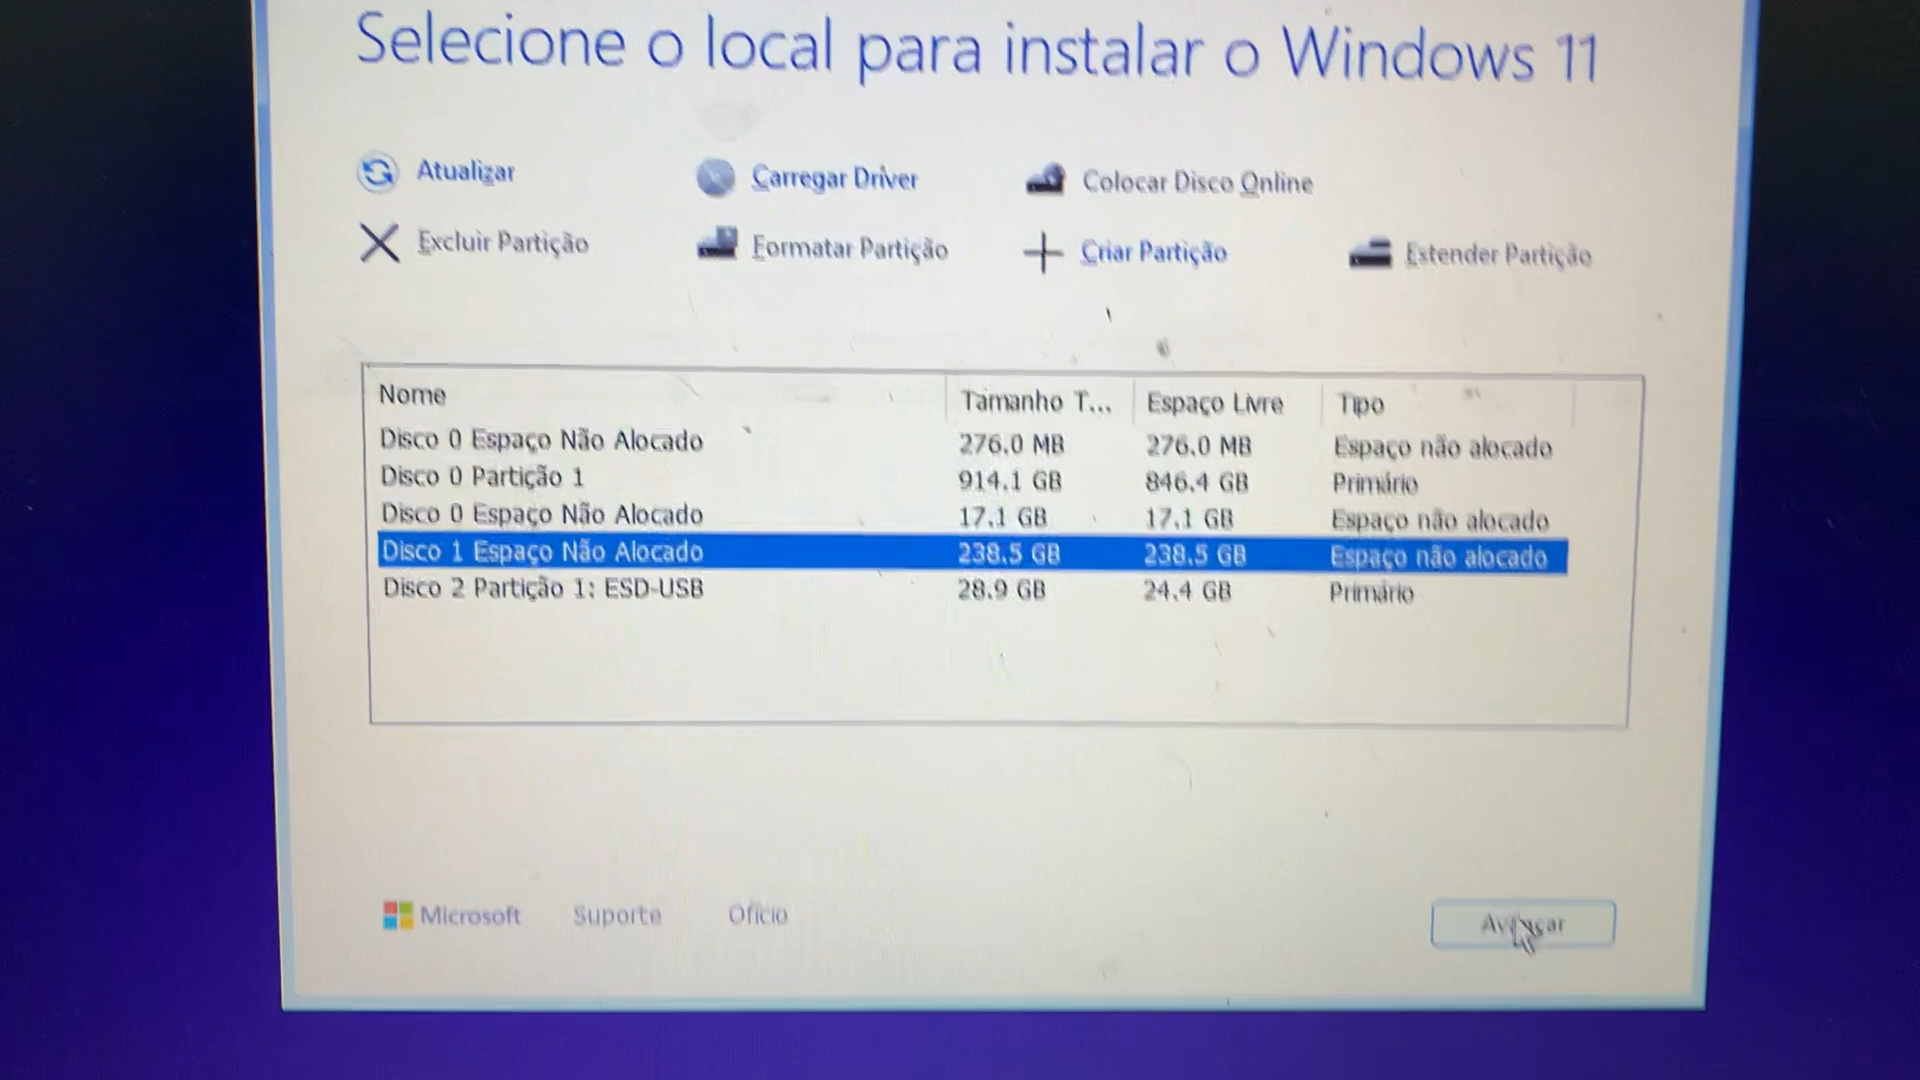 Selecione o local para instalar o Windows 11
Atualizar
Carregar Driver
Colocar Disco Online
Excluir Partição
Formatar Partição
Criar Partição
Estender Partição
Nome Tamanho T... Espaço Livre Tipo
Disco 0 Espaço Não Alocado 276.0 MB 276.0 MB Espaço não alocado
Disco 0 Partição 1 914.1 GB 846.4 GB Primário
Disco 0 Espaço Não Alocado 17.1 GB 17.1 GB Espaço não alocado
Disco 1 Espaço Não Alocado 238.5 GB 238.5 GB Espaço não alocado
Disco 2 Partição 1: ESD-USB 28.9 GB 24.4 GB Primário
Microsoft Suporte Ofício
Avançar